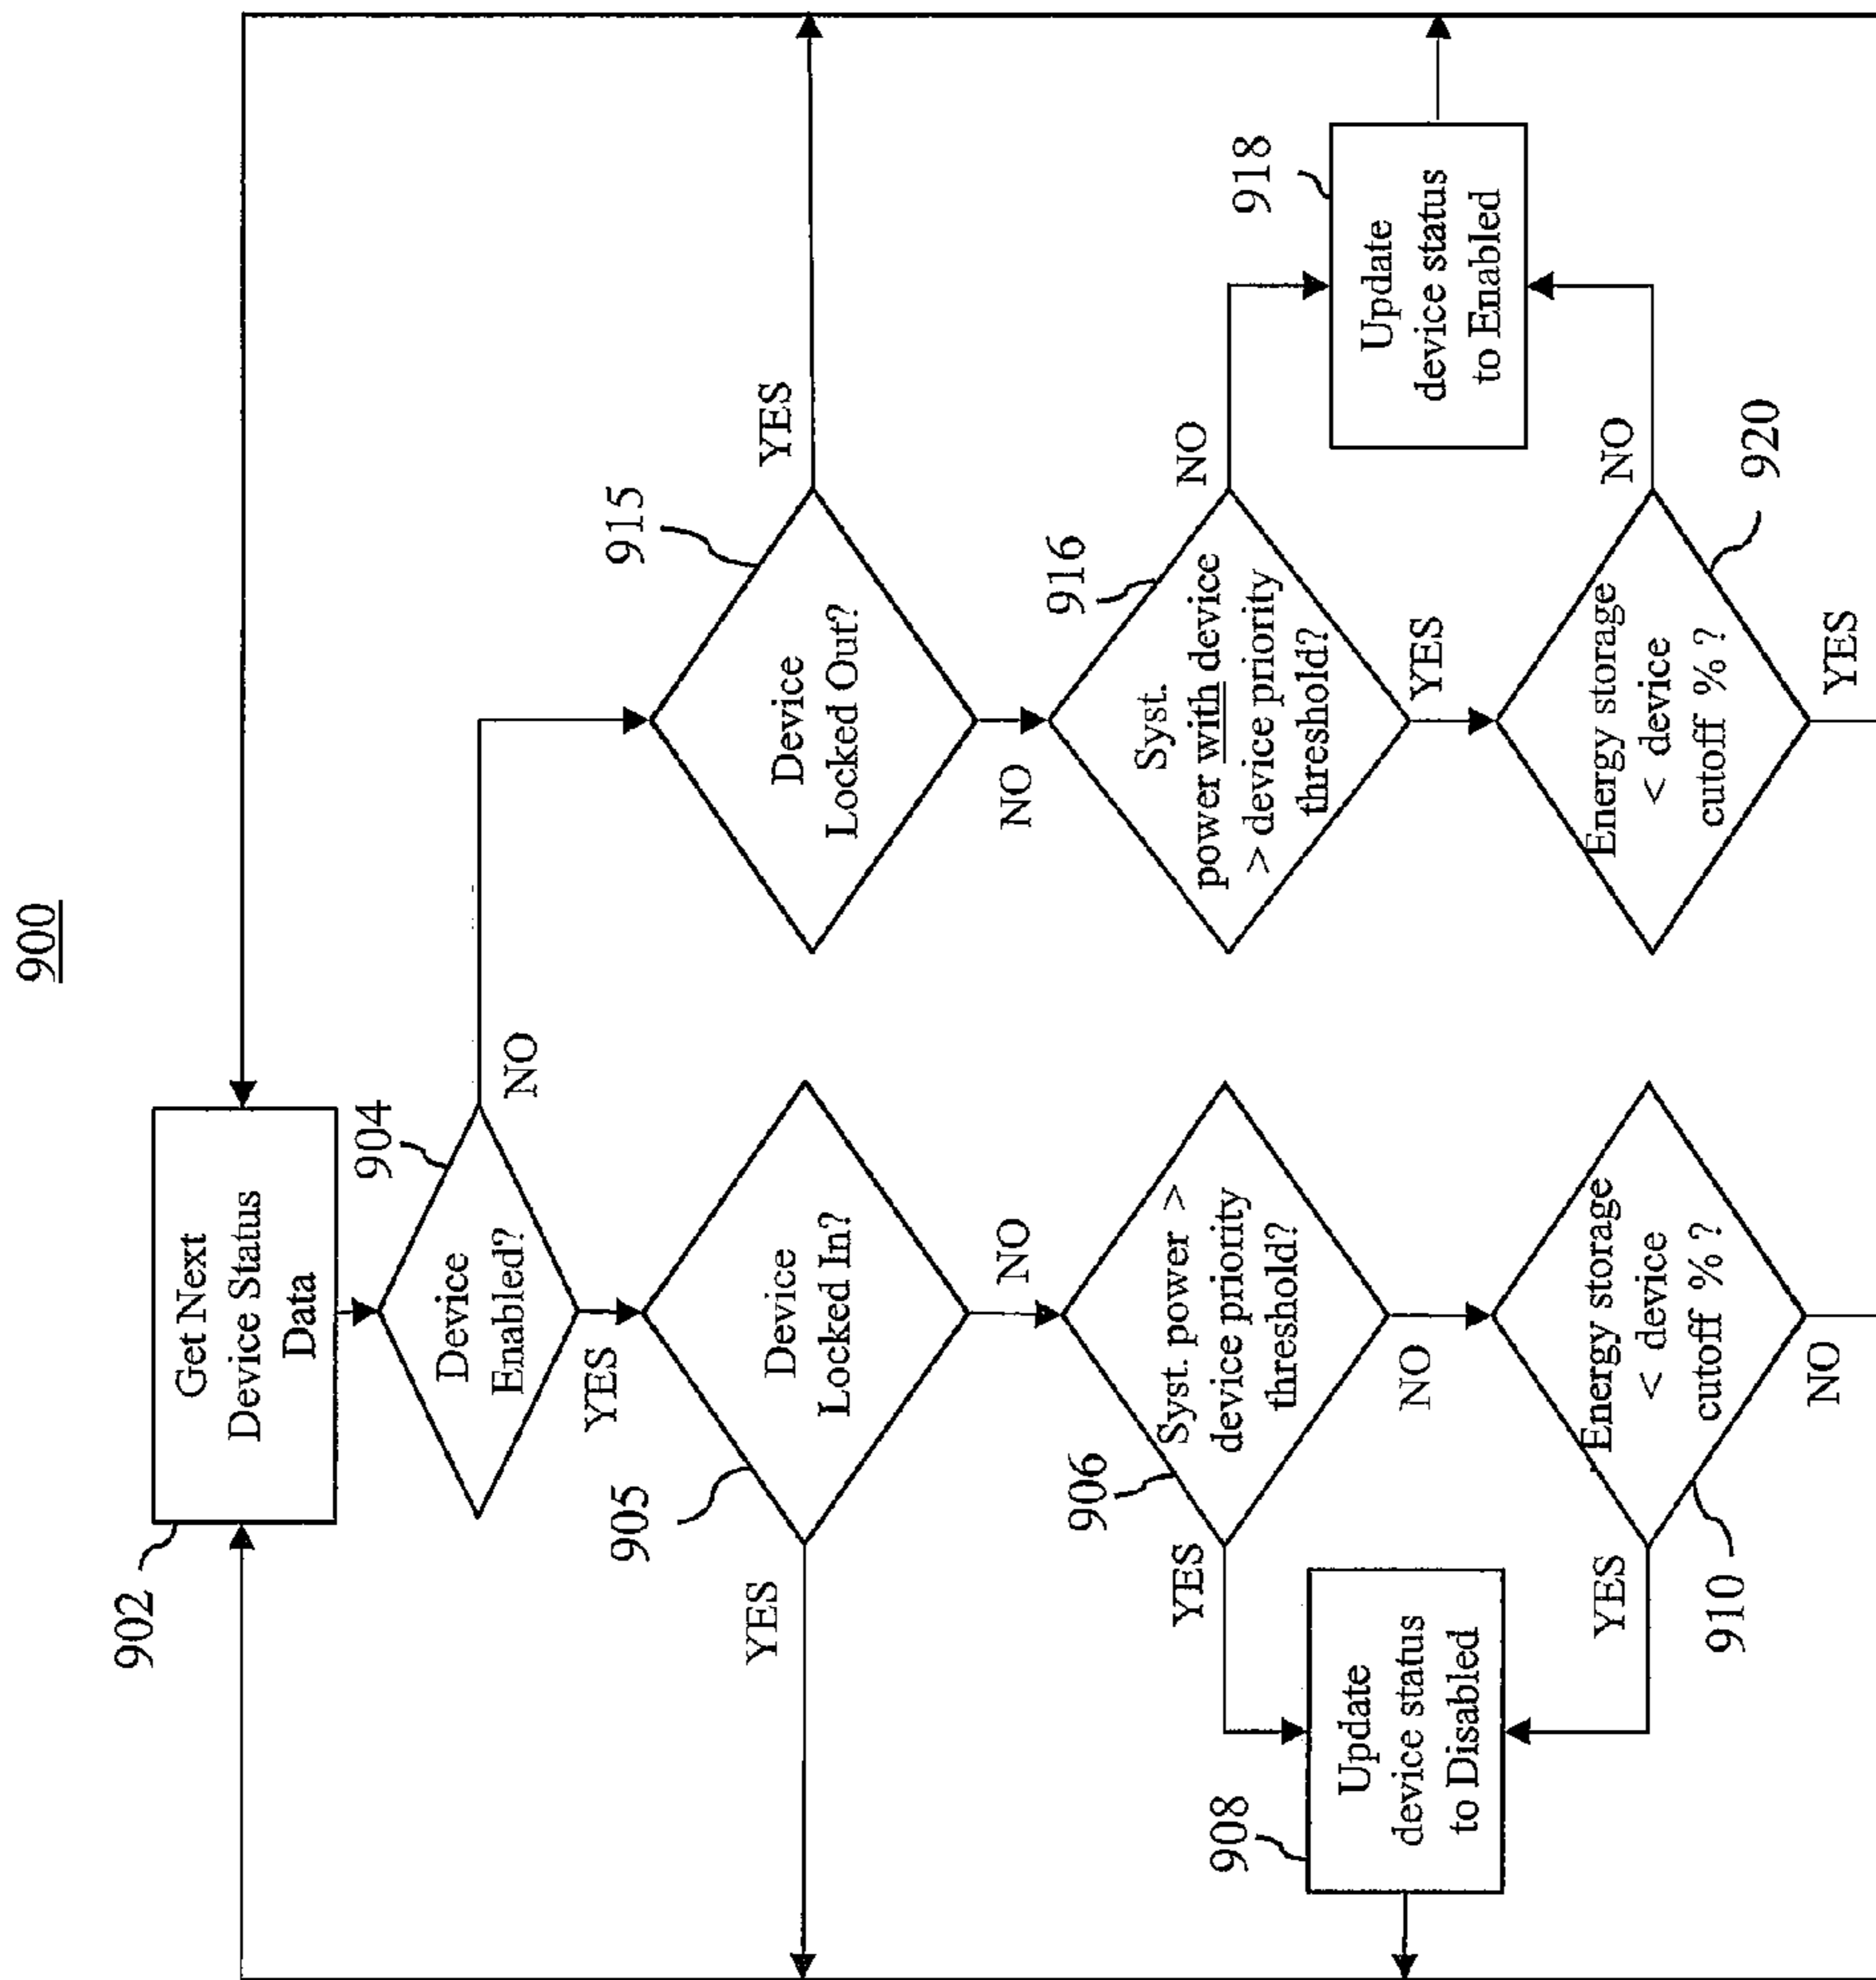 900
902
Get Next
Device Status
Data
904
Device
Enabled?
NO
YES
905
Device
Locked In?
YES
NO
906
Syst. power >
device priority
threshold?
YES
NO
908
Update
device status
to Disabled
910
Energy storage
< device
cutoff % ?
YES
NO
915
Device
Locked Out?
YES
NO
916
Syst.
power with device
> device priority
threshold?
NO
YES
918
Update
device status
to Enabled
920
Energy storage
< device
cutoff % ?
NO
YES